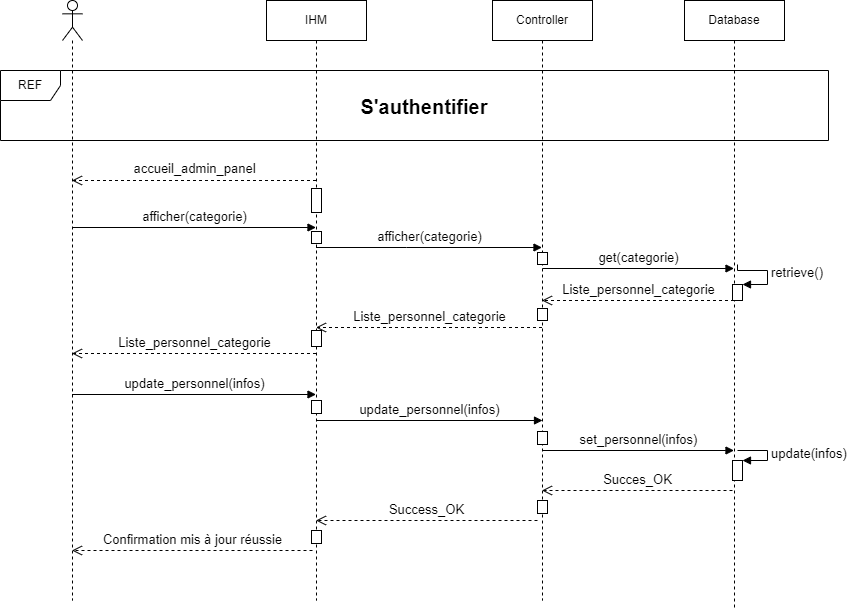 IHM
Controller
Database
REF
S'authentifier
accueil_admin_panel
afficher(categorie)
afficher(categorie)
get(categorie)
retrieve()
Liste_personnel_categorie
Liste_personnel_categorie
Liste_personnel_categorie
update_personnel(infos)
update_personnel(infos)
set_personnel(infos)
update(infos)
Succes_OK
Success_OK
Confirmation mis à jour réussie